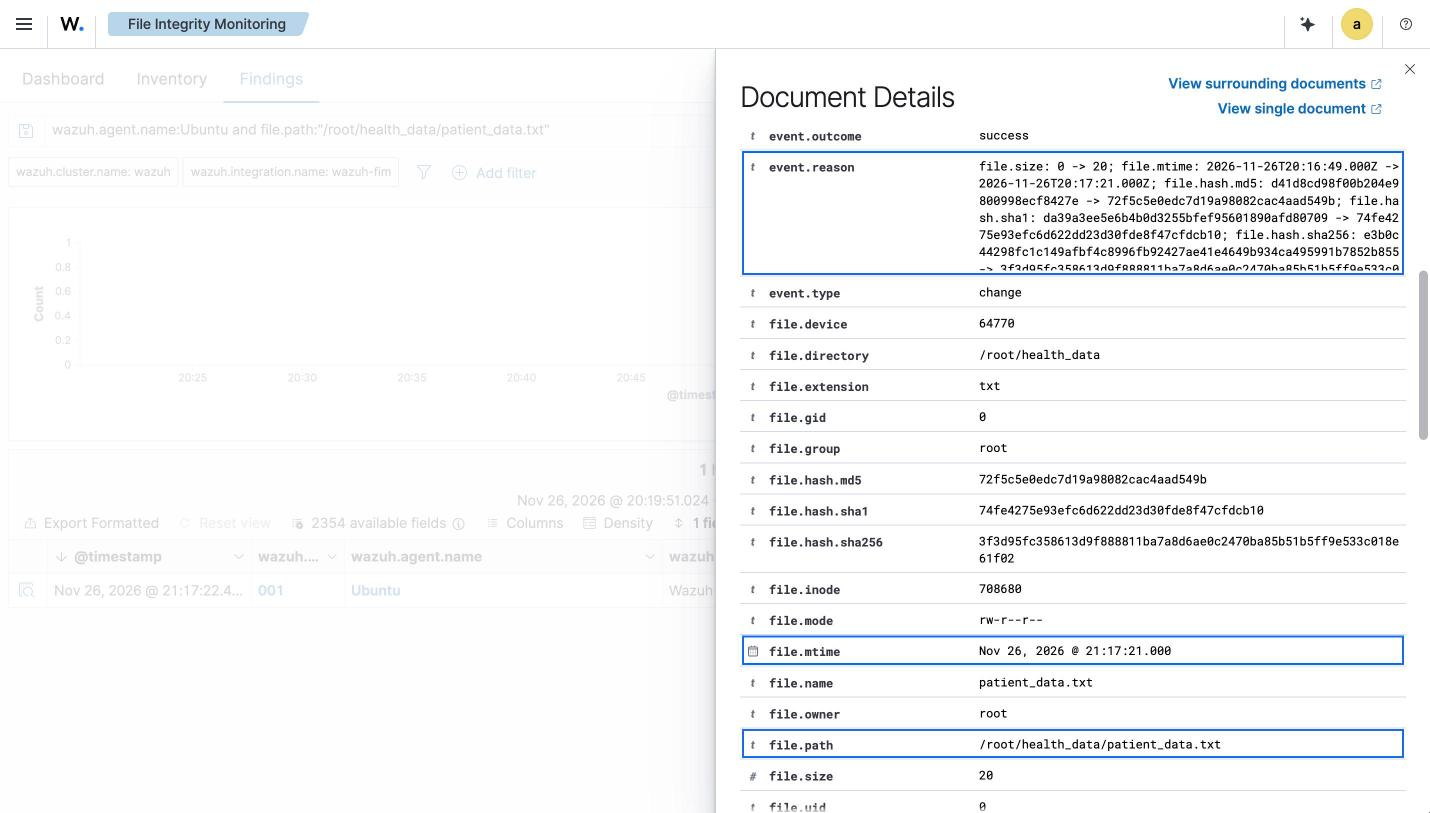 W.
File Integrity Monitoring
a
Dashboard
Inventory
Findings
wazuh.agent.name:Ubuntu and file.path:"/root/health_data/patient_data.txt"
wazuh.cluster.name: wazuh
wazuh.integration.name: wazuh-fim
Add filter
1
0.8
0.6
0.4
0.2
0
Count
20:25
20:30
20:35
20:40
20:45
@timest
1
Nov 26, 2026 @ 20:19:51.024
Export Formatted
Reset view
2354 available fields
Columns
Density
1 fie
@timestamp
wazuh....
wazuh.agent.name
wazuh
Nov 26, 2026 @ 21:17:22.4...
001
Ubuntu
Wazuh
Document Details
View surrounding documents
View single document
t event.outcome success
t event.reason file.size: 0 -> 20; file.mtime: 2026-11-26T20:16:49.000Z ->
2026-11-26T20:17:21.000Z; file.hash.md5: d41d8cd98f00b204e9
800998ecf8427e -> 72f5c5e0edc7d19a98082cac4aad549b; file.ha
sh.sha1: da39a3ee5e6b4b0d3255bfef95601890afd80709 -> 74fe42
75e93efc6d622dd23d30fde8f47cfdcb10; file.hash.sha256: e3b0c
44298fc1c149afbf4c8996fb92427ae41e4649b934ca495991b7852b855
-> 3f3d95fc358613d9f888811ba7a8d6ae0c2470ba85b51b5ff9e533c0
t event.type change
t file.device 64770
t file.directory /root/health_data
t file.extension txt
t file.gid 0
t file.group root
t file.hash.md5 72f5c5e0edc7d19a98082cac4aad549b
t file.hash.sha1 74fe4275e93efc6d622dd23d30fde8f47cfdcb10
t file.hash.sha256 3f3d95fc358613d9f888811ba7a8d6ae0c2470ba85b51b5ff9e533c018e
61f02
t file.inode 708680
t file.mode rw-r--r--
file.mtime Nov 26, 2026 @ 21:17:21.000
t file.name patient_data.txt
t file.owner root
t file.path /root/health_data/patient_data.txt
# file.size 20
t file.uid 0